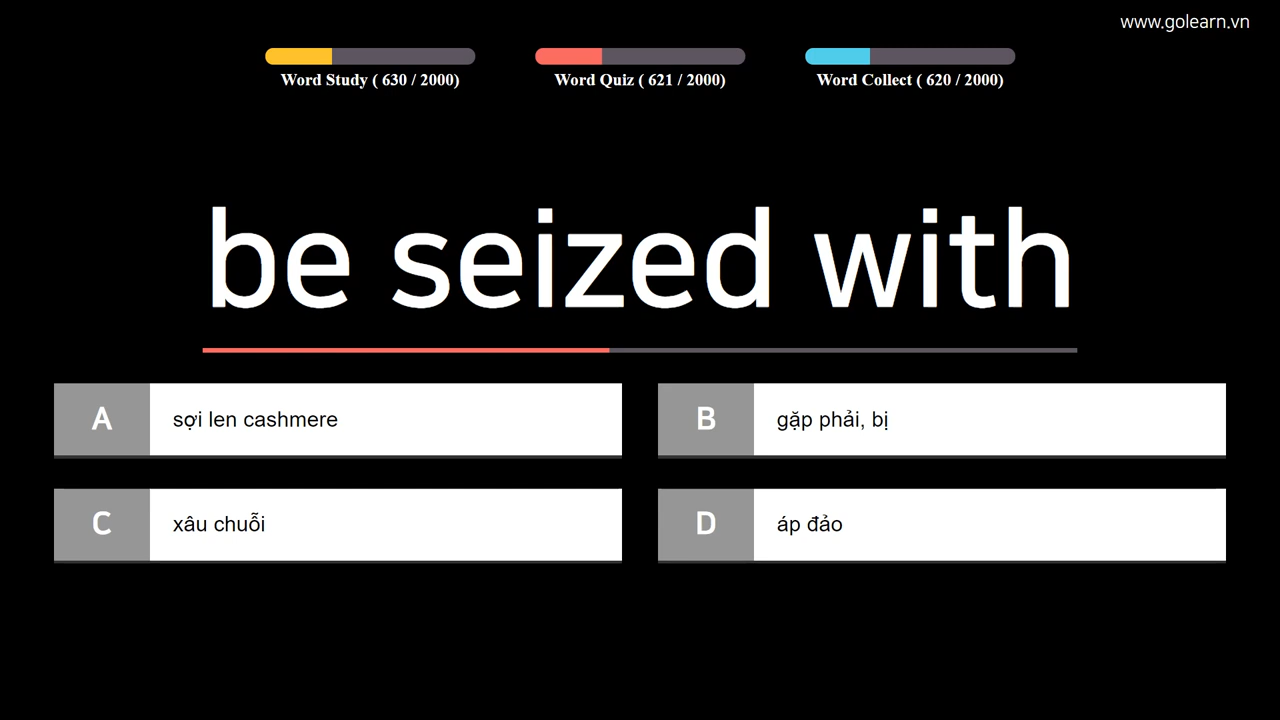 www.golearn.vn
Word Study ( 630 / 2000)
Word Quiz ( 621 / 2000)
Word Collect ( 620 / 2000)
be seized with
A sợi len cashmere
B gặp phải, bị
C xâu chuỗi
D áp đảo